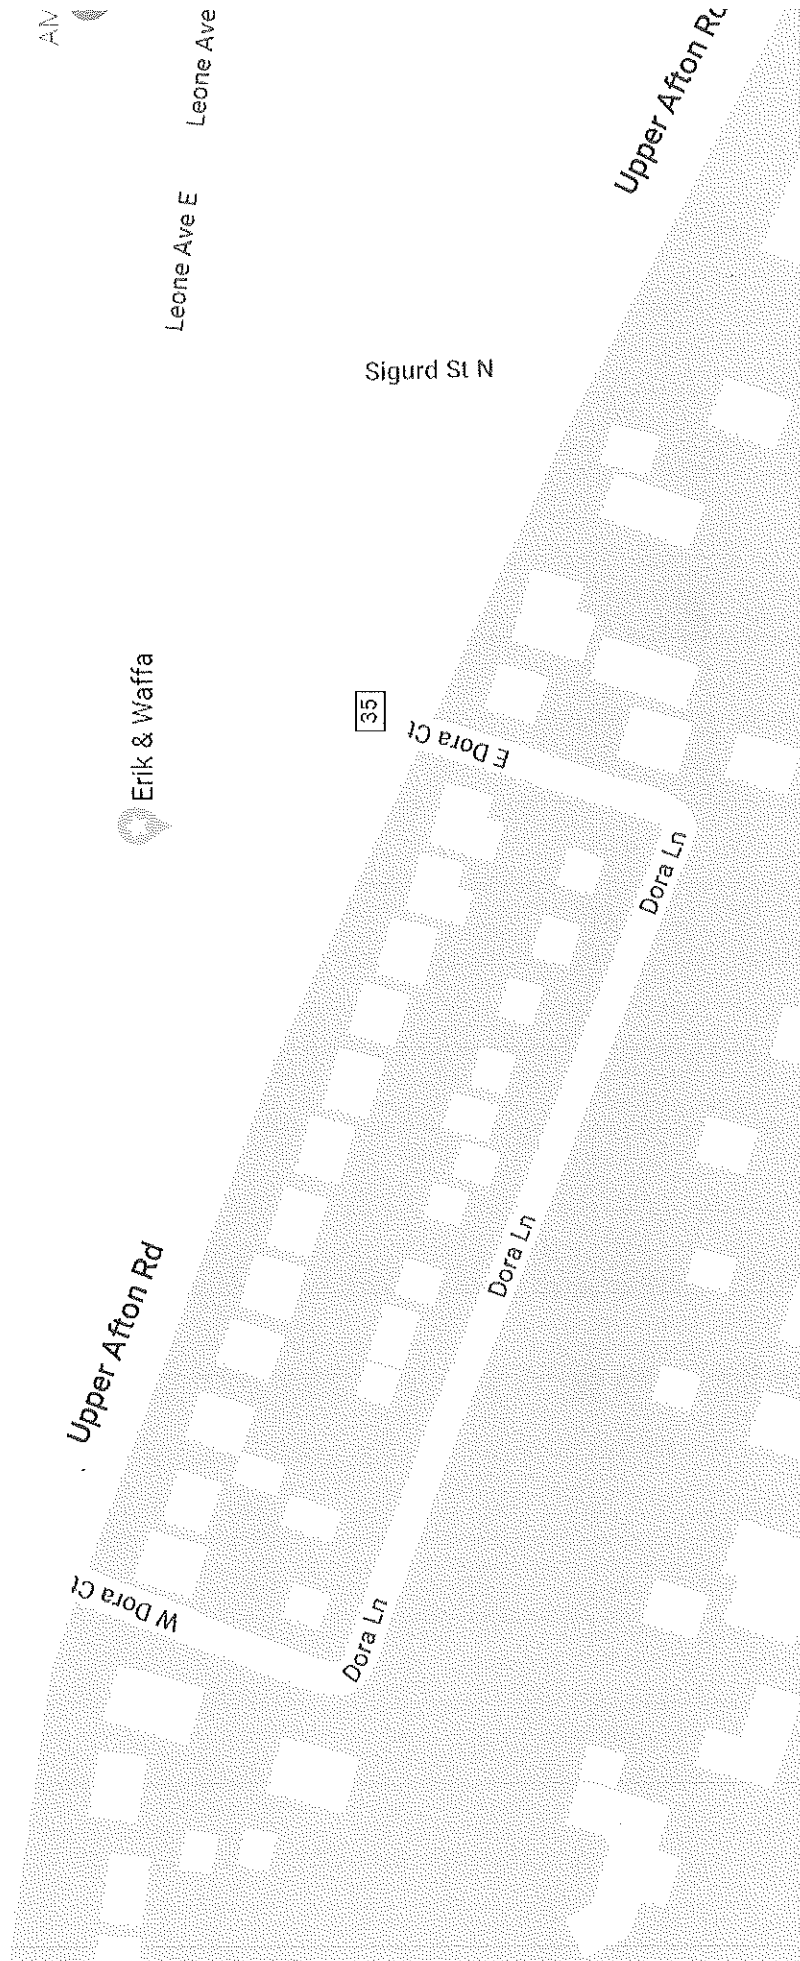 AM
Leone Ave
Upper Afton Rd
Leone Ave E
Sigurd St N
Erik & Waffa
35
E Dora Ct
Dora Ln
Dora Ln
Upper Afton Rd
W Dora Ct
Dora Ln